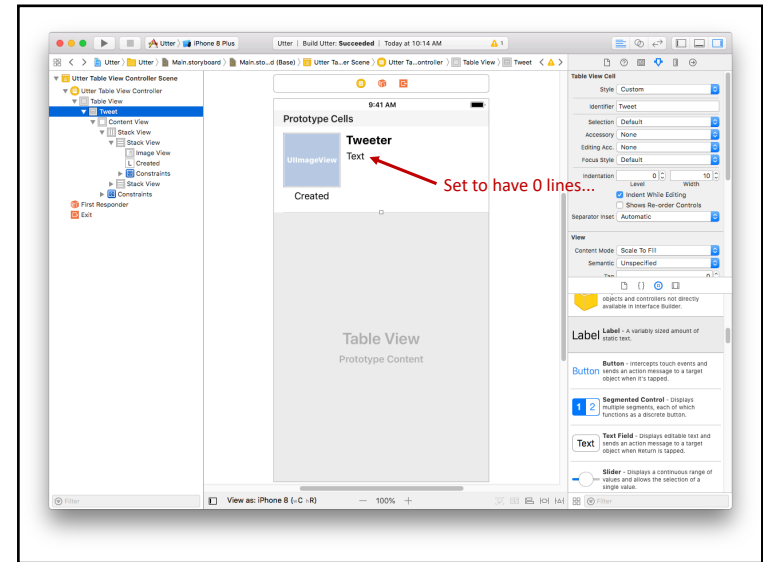 Utter
iPhone 8 Plus
Utter | Build Utter: Succeeded | Today at 10:14 AM
1
Utter
Utter
Main.storyboard
Main.sto...d (Base)
Utter Ta...er Scene
Utter Ta...ontroller
Table View
Tweet
Utter Table View Controller Scene
Utter Table View Controller
Table View
Tweet
Content View
Stack View
Stack View
Image View
L Created
Constraints
Stack View
Constraints
First Responder
Exit
Filter
9:41 AM
Prototype Cells
UIImageView
Tweeter
Text
Created
Set to have 0 lines...
Table View
Prototype Content
View as: iPhone 8 (wC hR)
— 100% +
Table View Cell
Style Custom
Identifier Tweet
Selection Default
Accessory None
Editing Acc. None
Focus Style Default
Indentation 0 10
Level Width
Indent While Editing
Shows Re-order Controls
Separator Inset Automatic
View
Content Mode Scale To Fill
Semantic Unspecified
Tag 0
objects and controllers not directly
available in Interface Builder.
Label
Label - A variably sized amount of
static text.
Button
Button - Intercepts touch events and
sends an action message to a target
object when it's tapped.
1 2
Segmented Control - Displays
multiple segments, each of which
functions as a discrete button.
Text
Text Field - Displays editable text and
sends an action message to a target
object when Return is tapped.
Slider - Displays a continuous range of
values and allows the selection of a
single value.
Filter